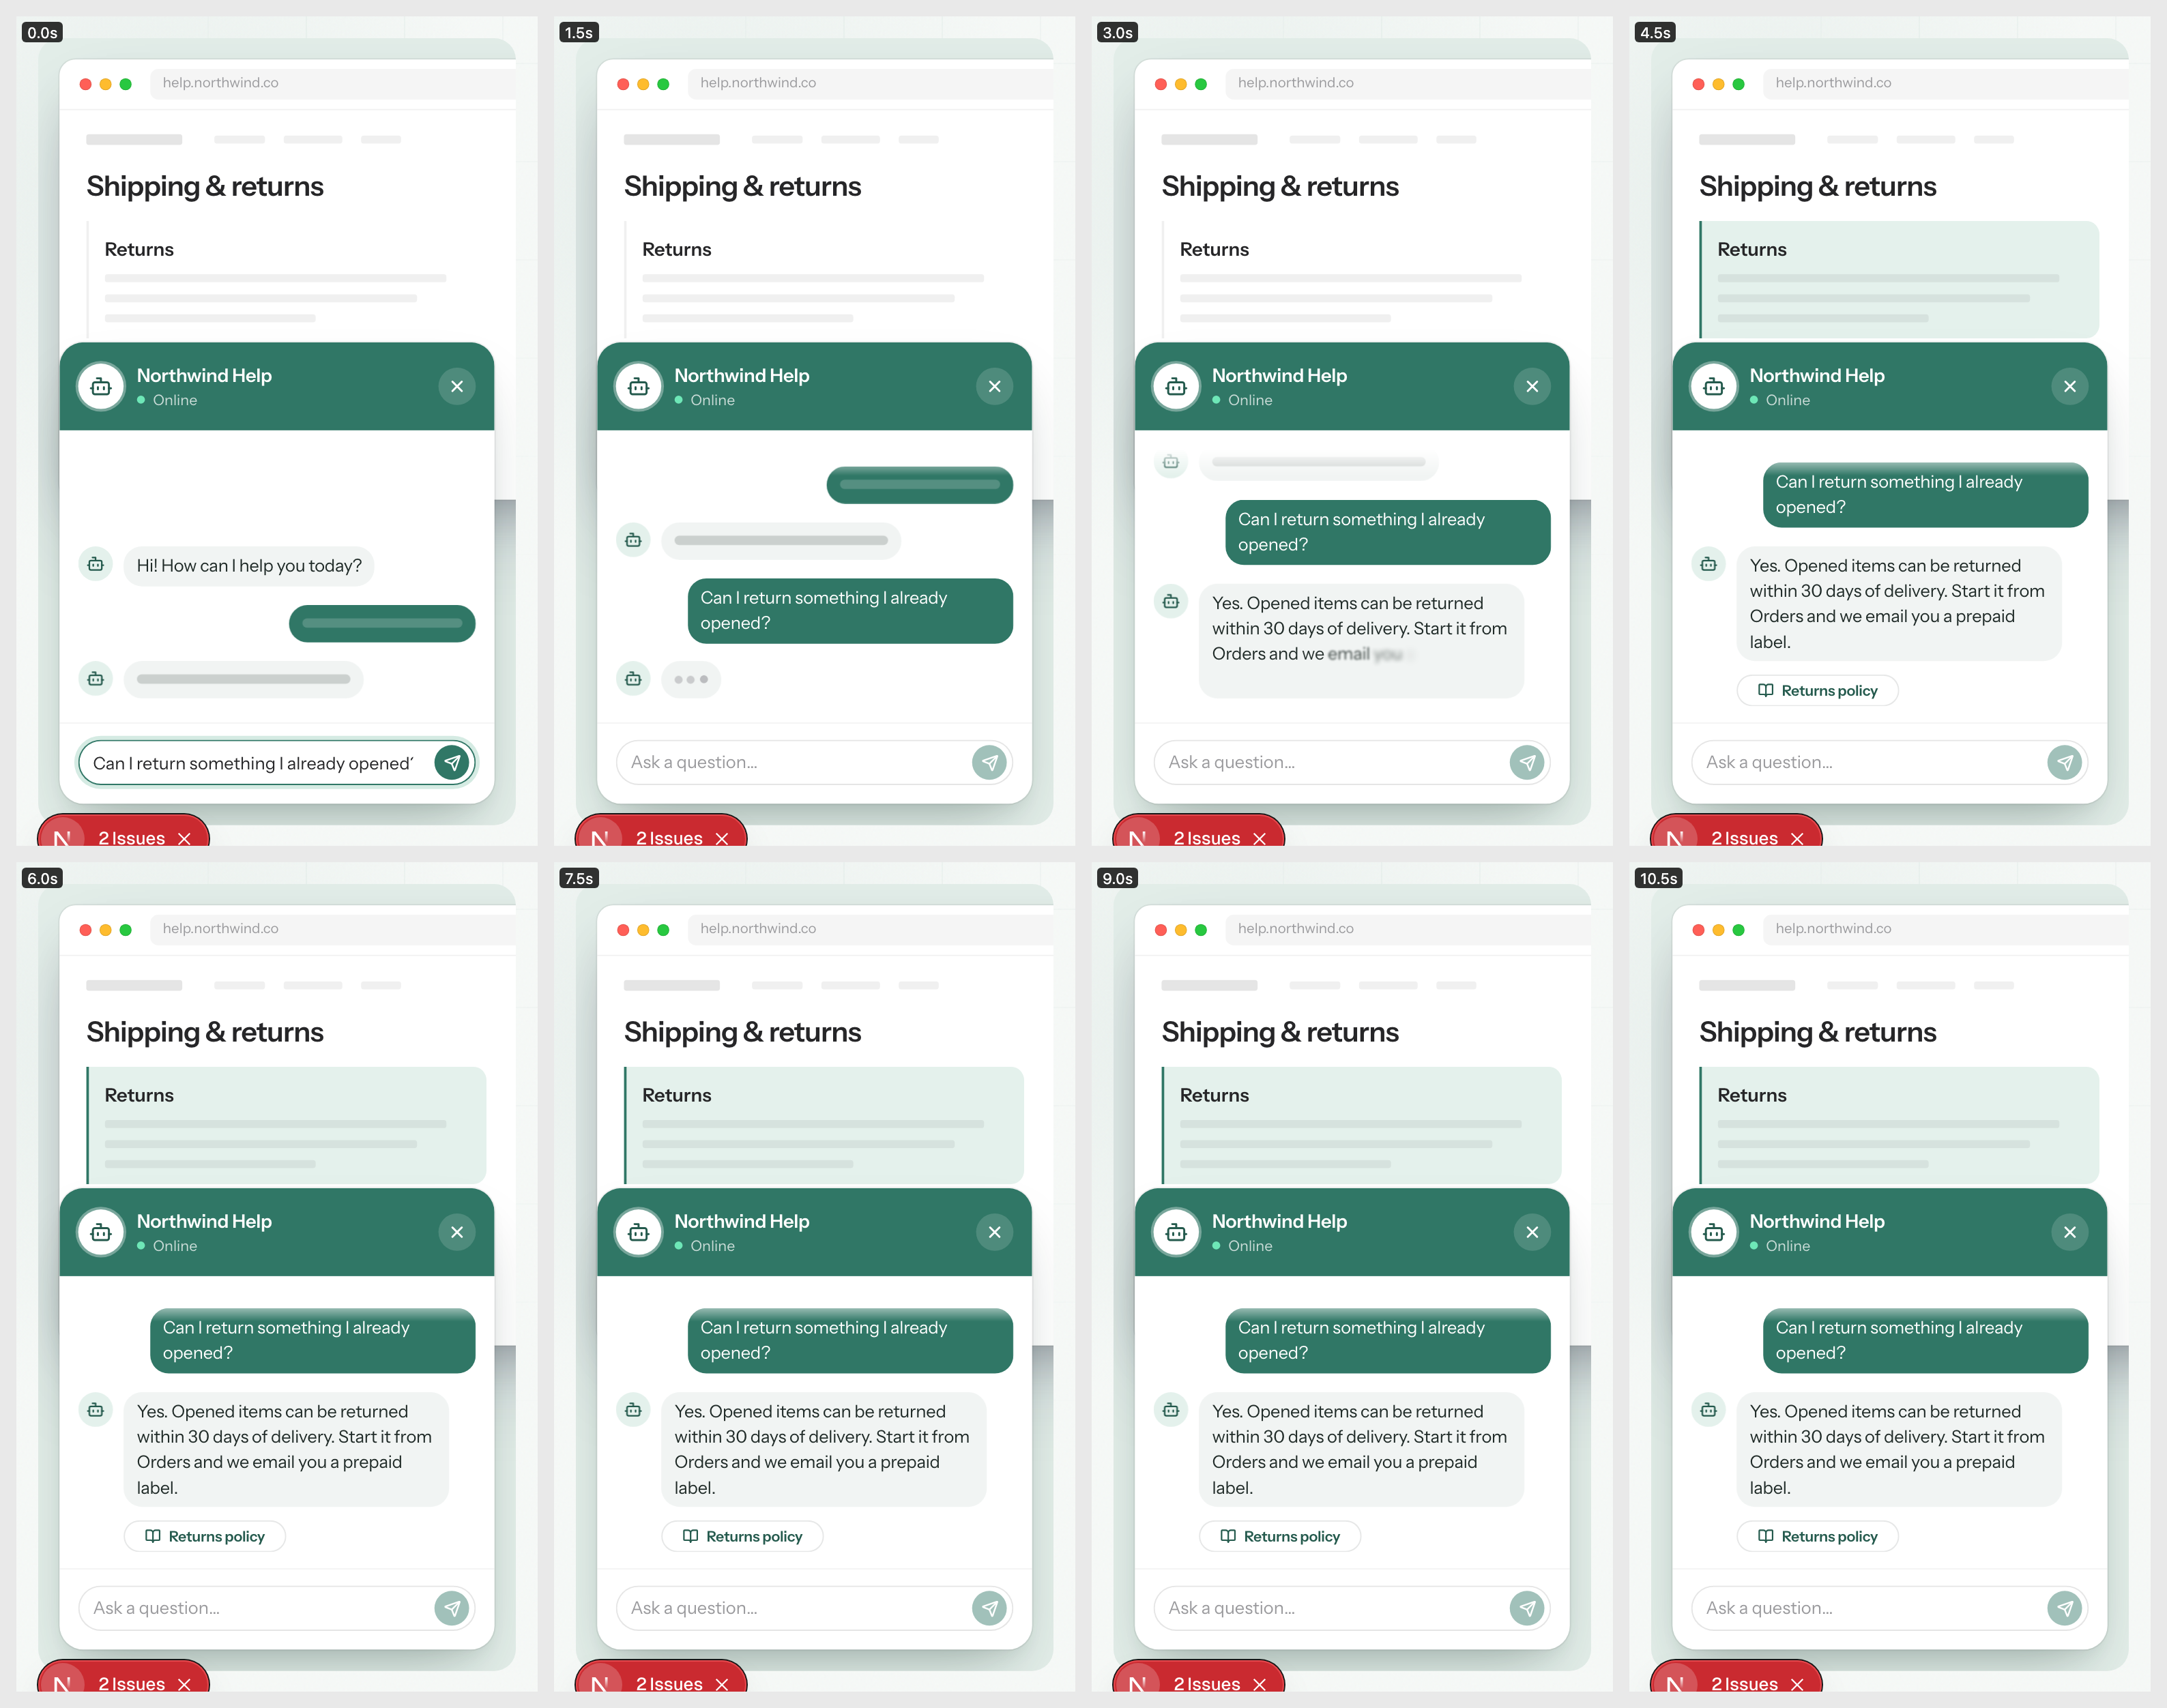 0.0s
help.northwind.co
Shipping & returns
Returns
Northwind Help
Online
Hi! How can I help you today?
Can I return something I already opened
N 2 Issues
1.5s
help.northwind.co
Shipping & returns
Returns
Northwind Help
Online
Can I return something I already
opened?
Ask a question...
N 2 Issues
3.0s
help.northwind.co
Shipping & returns
Returns
Northwind Help
Online
Can I return something I already
opened?
Yes. Opened items can be returned
within 30 days of delivery. Start it from
Orders and we email you
Ask a question...
N 2 Issues
4.5s
help.northwind.co
Shipping & returns
Returns
Northwind Help
Online
Can I return something I already
opened?
Yes. Opened items can be returned
within 30 days of delivery. Start it from
Orders and we email you a prepaid
label.
Returns policy
Ask a question...
N 2 Issues
6.0s
help.northwind.co
Shipping & returns
Returns
Northwind Help
Online
Can I return something I already
opened?
Yes. Opened items can be returned
within 30 days of delivery. Start it from
Orders and we email you a prepaid
label.
Returns policy
Ask a question...
N 2 Issues
7.5s
help.northwind.co
Shipping & returns
Returns
Northwind Help
Online
Can I return something I already
opened?
Yes. Opened items can be returned
within 30 days of delivery. Start it from
Orders and we email you a prepaid
label.
Returns policy
Ask a question...
N 2 Issues
9.0s
help.northwind.co
Shipping & returns
Returns
Northwind Help
Online
Can I return something I already
opened?
Yes. Opened items can be returned
within 30 days of delivery. Start it from
Orders and we email you a prepaid
label.
Returns policy
Ask a question...
N 2 Issues
10.5s
help.northwind.co
Shipping & returns
Returns
Northwind Help
Online
Can I return something I already
opened?
Yes. Opened items can be returned
within 30 days of delivery. Start it from
Orders and we email you a prepaid
label.
Returns policy
Ask a question...
N 2 Issues